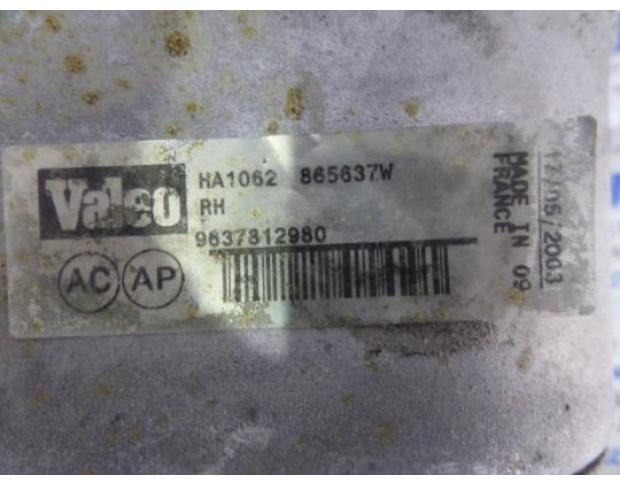 Valeo
HA1062 865637W
RH
9637812980
AC AP
MADE IN 09
FRANCE
17/05/2003